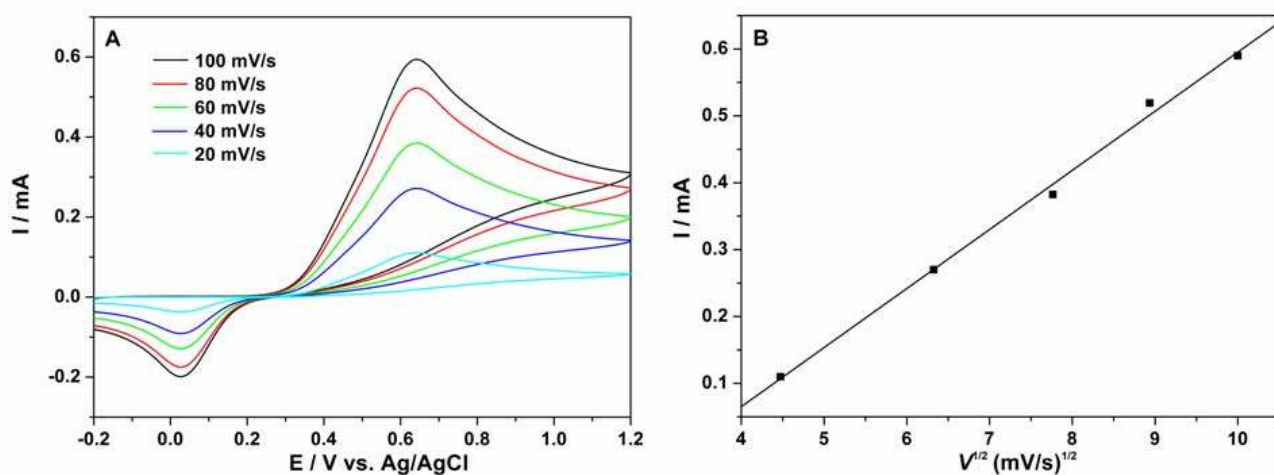 A
100 mV/s
80 mV/s
60 mV/s
40 mV/s
20 mV/s
0.6
0.4
0.2
0.0
-0.2
I / mA
-0.2 0.0 0.2 0.4 0.6 0.8 1.0 1.2
E / V vs. Ag/AgCl
B
0.6
0.5
0.4
0.3
0.2
0.1
I / mA
4 5 6 7 8 9 10
V^1/2 (mV/s)^1/2